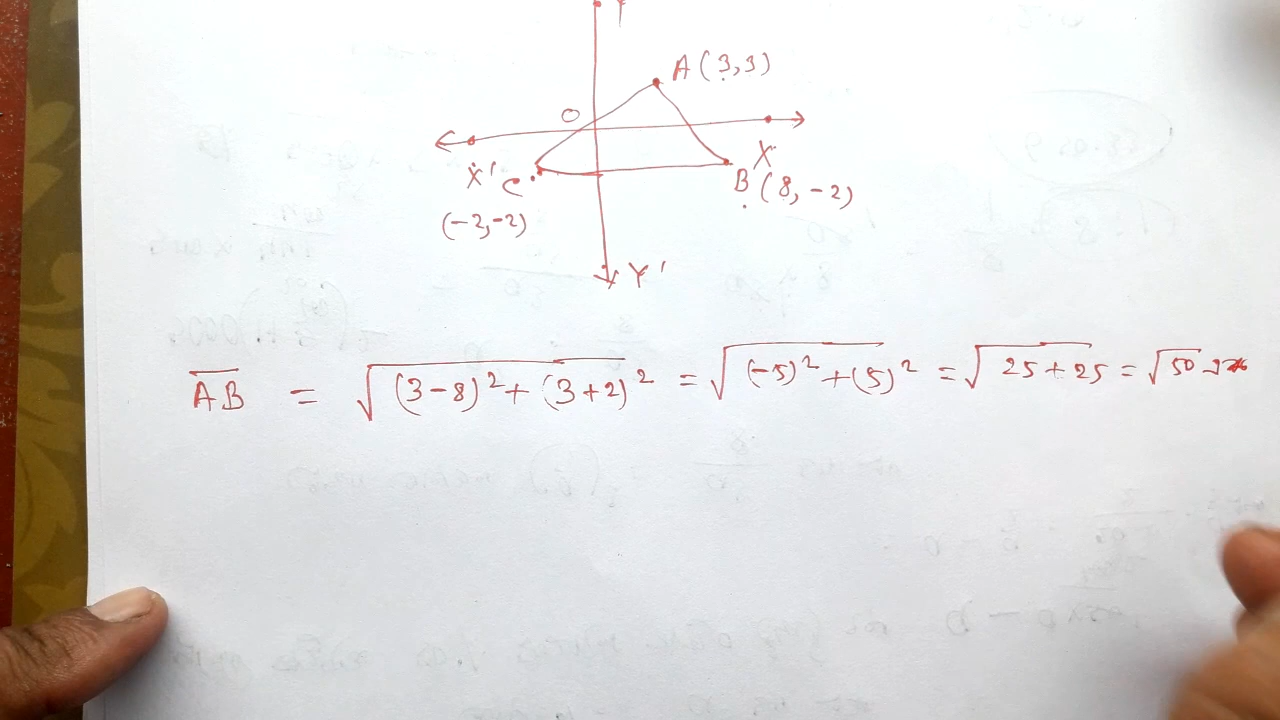 Y
A (3,3)
O
X' X
C B (8, -2)
(-2,-2)
Y'
AB = √(3-8)² + (3+2)² = √(-5)² + (5)² = √25 + 25 = √50